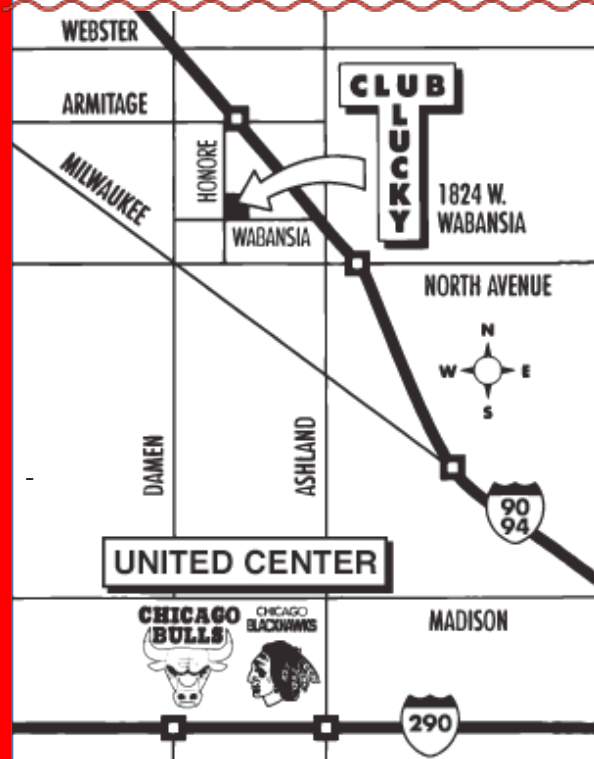 WEBSTER
CLUB
LUCKY
ARMITAGE
HONORE
MILWAUKEE
1824 W.
WABANSIA
WABANSIA
NORTH AVENUE
N
W E
S
DAMEN
ASHLAND
90
94
UNITED CENTER
CHICAGO
BULLS
CHICAGO
BLACKHAWKS
MADISON
290